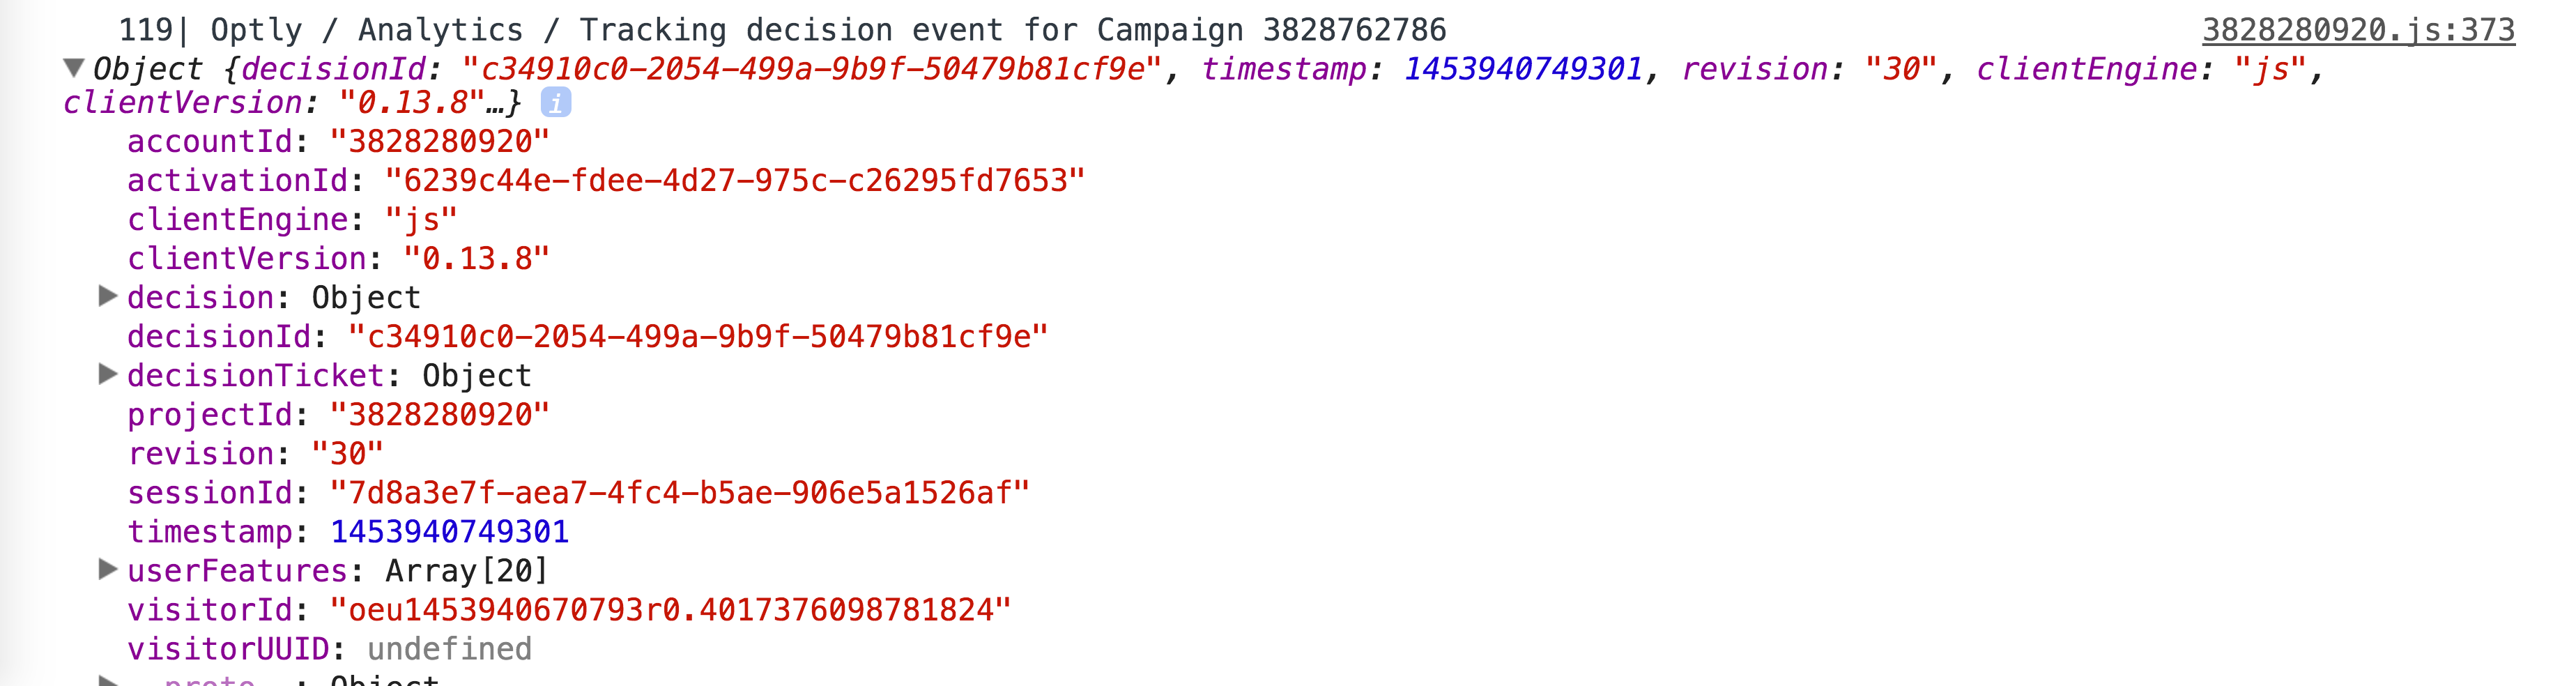 119| Optly / Analytics / Tracking decision event for Campaign 3828762786 3828280920.js:373
▼Object {decisionId: "c34910c0-2054-499a-9b9f-50479b81cf9e", timestamp: 1453940749301, revision: "30", clientEngine: "js",
clientVersion: "0.13.8"…} i
accountId: "3828280920"
activationId: "6239c44e-fdee-4d27-975c-c26295fd7653"
clientEngine: "js"
clientVersion: "0.13.8"
▶decision: Object
decisionId: "c34910c0-2054-499a-9b9f-50479b81cf9e"
▶decisionTicket: Object
projectId: "3828280920"
revision: "30"
sessionId: "7d8a3e7f-aea7-4fc4-b5ae-906e5a1526af"
timestamp: 1453940749301
▶userFeatures: Array[20]
visitorId: "oeu1453940670793r0.4017376098781824"
visitorUUID: undefined
▶__proto__: Object